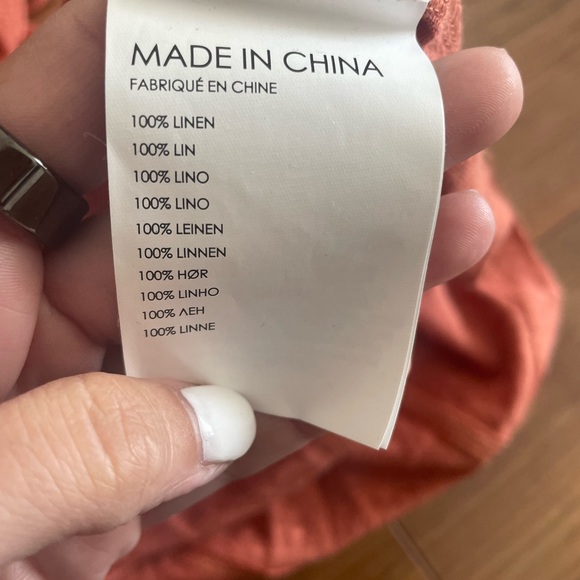 MADE IN CHINA
FABRIQUÉ EN CHINE
100% LINEN
100% LIN
100% LINO
100% LINO
100% LEINEN
100% LINNEN
100% HØR
100% LINHO
100% ΛEH
100% LINNE